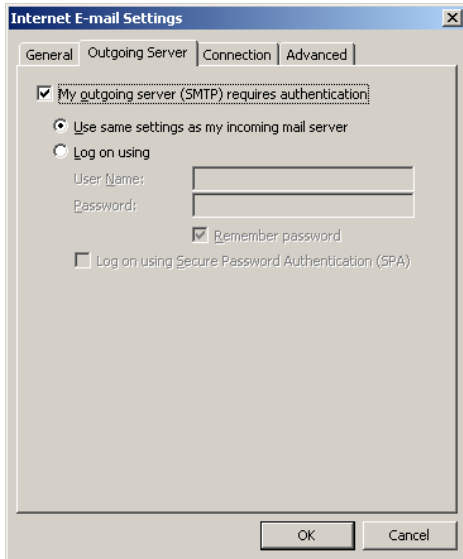 Internet E-mail Settings
General Outgoing Server Connection Advanced
My outgoing server (SMTP) requires authentication
Use same settings as my incoming mail server
Log on using
User Name:
Password:
Remember password
Log on using Secure Password Authentication (SPA)
OK Cancel